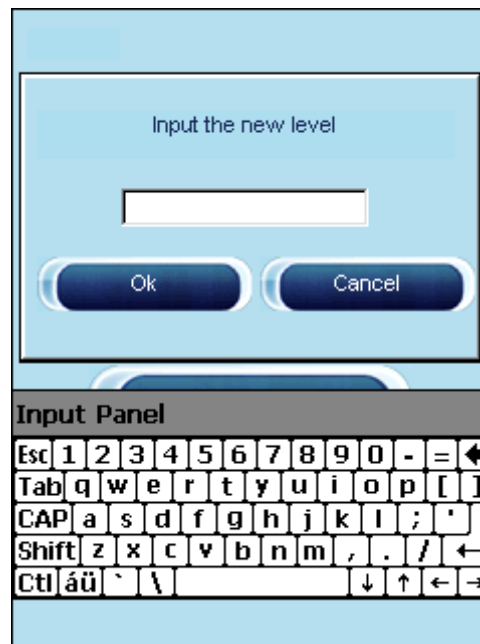 Input the new level
Ok Cancel
Input Panel
Esc 1 2 3 4 5 6 7 8 9 0 - = ←
Tab q w e r t y u i o p [ ]
CAP a s d f g h j k l ; '
Shift z x c v b n m , . / ←
Ctl áü ` \ ↓ ↑ ← →